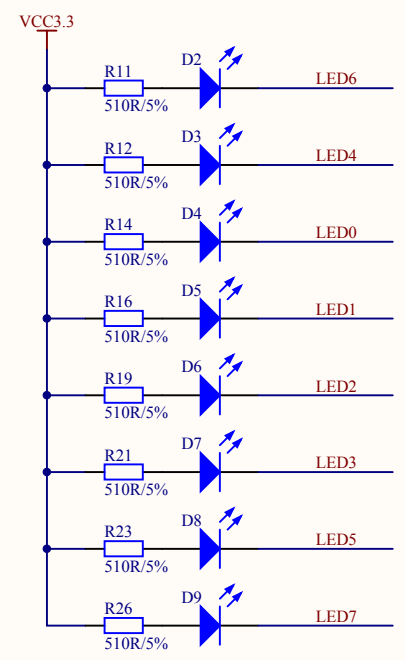 VCC3.3
D2
R11
LED6
510R/5%
D3
R12
LED4
510R/5%
D4
R14
LED0
510R/5%
D5
R16
LED1
510R/5%
D6
R19
LED2
510R/5%
D7
R21
LED3
510R/5%
D8
R23
LED5
510R/5%
D9
R26
LED7
510R/5%